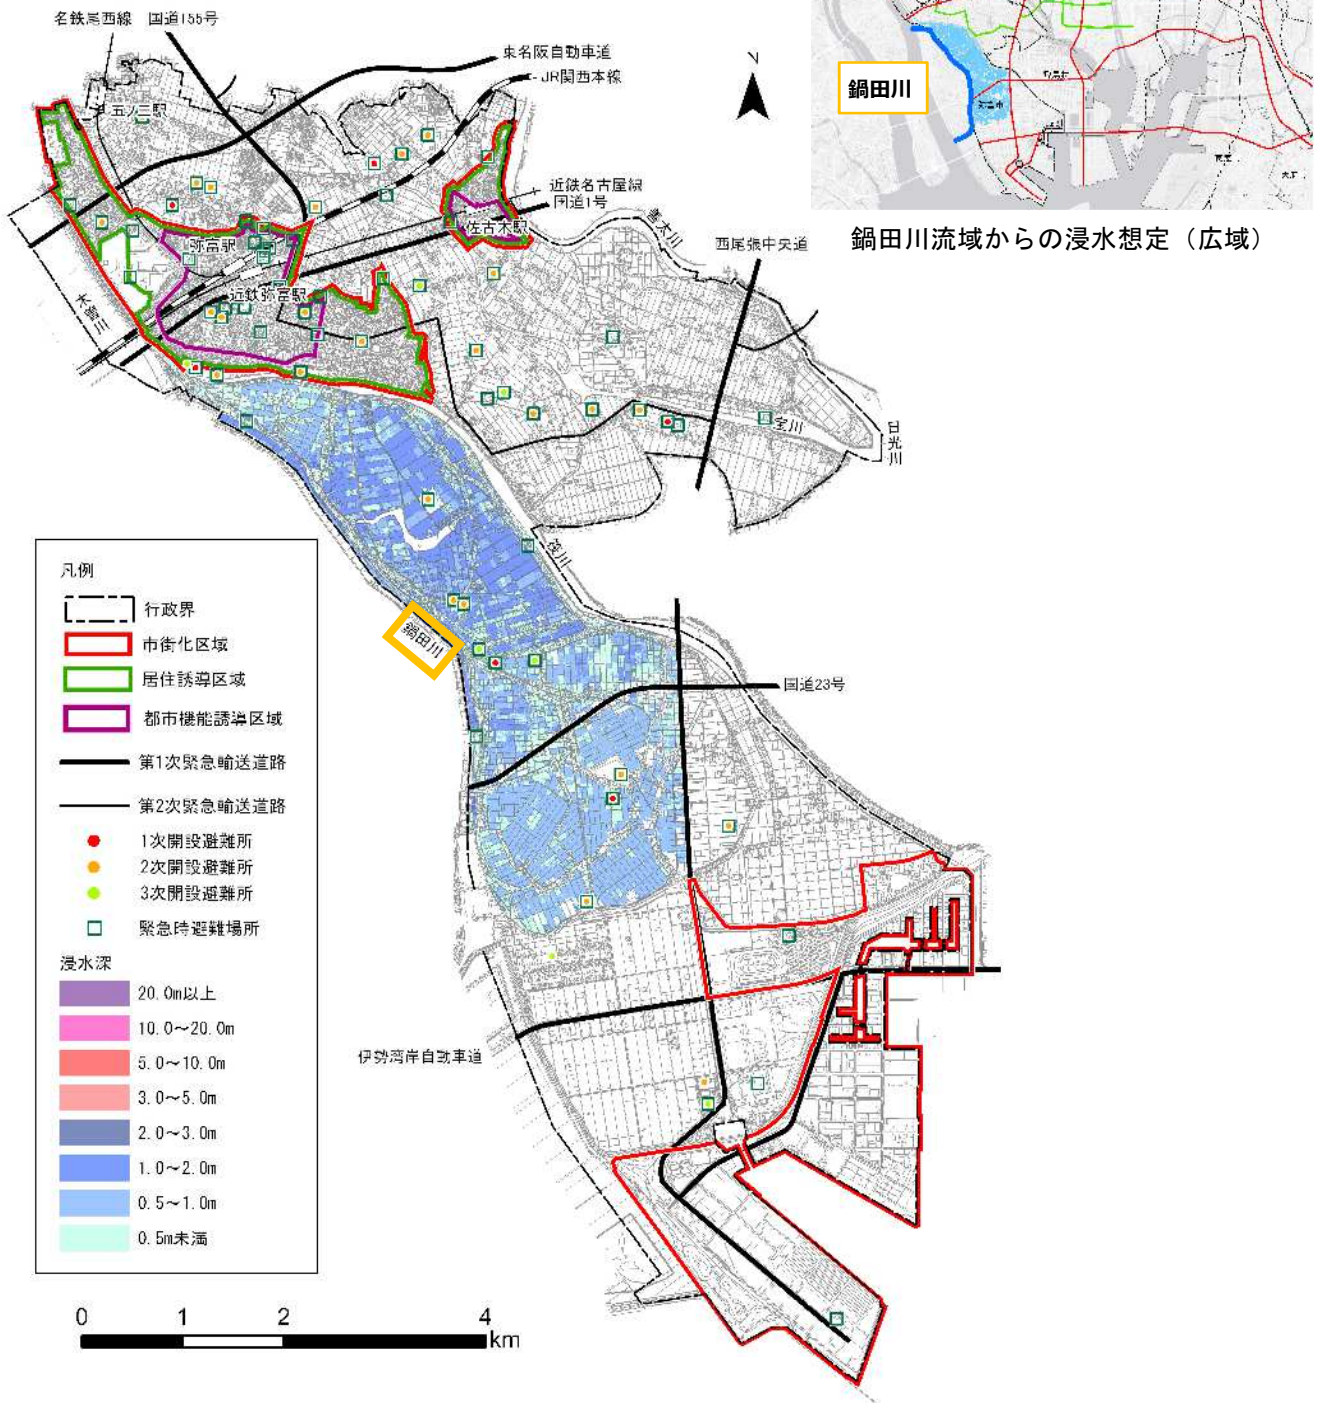 名鉄尾西線 国道155号
東名阪自動車道
JR関西本線
五ノ三駅
近鉄名古屋線
国道1号
佐古木駅
善太川
西尾張中央道
弥富駅
近鉄弥富駅
木曽川
宝川
日光川
筏川
鍋田川
国道23号
伊勢湾岸自動車道
N
鍋田川
弥富市
鍋田川流域からの浸水想定（広域）
凡例
行政界
市街化区域
居住誘導区域
都市機能誘導区域
第1次緊急輸送道路
第2次緊急輸送道路
1次開設避難所
2次開設避難所
3次開設避難所
緊急時避難場所
浸水深
20.0m以上
10.0～20.0m
5.0～10.0m
3.0～5.0m
2.0～3.0m
1.0～2.0m
0.5～1.0m
0.5m未満
0 1 2 4
km